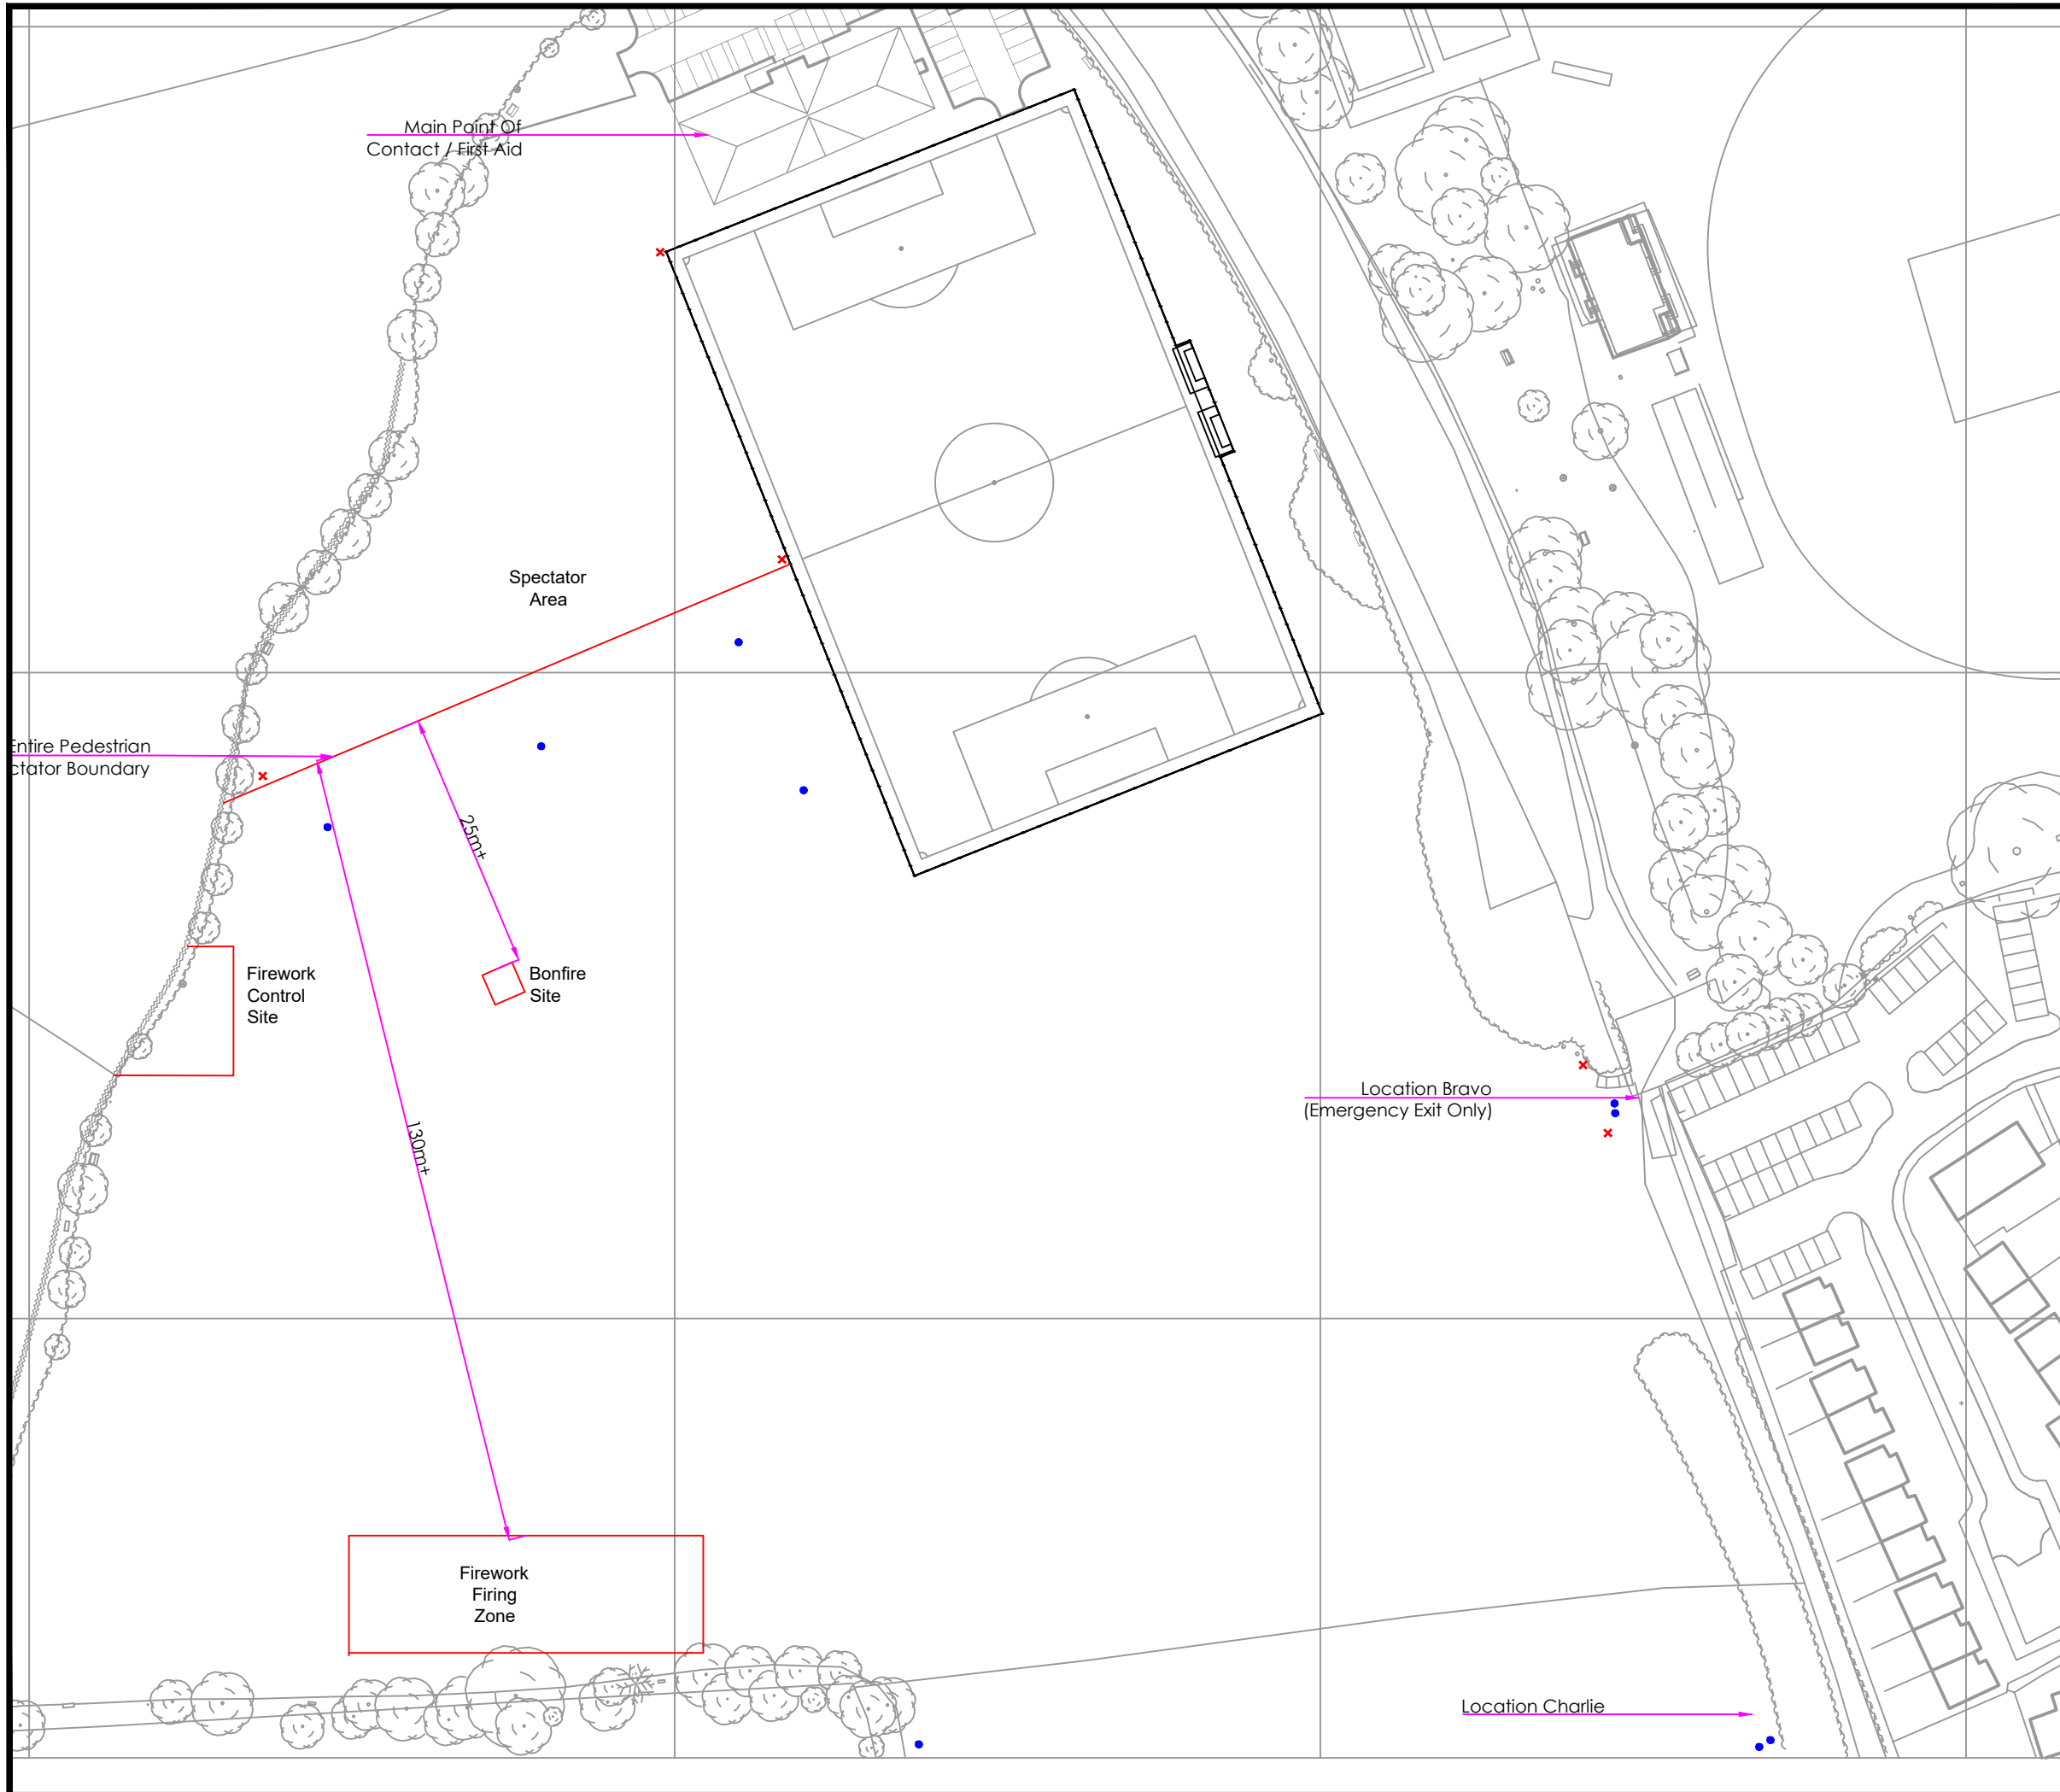 Main Point Of
Contact / First Aid
Spectator
Area
Entire Pedestrian
ctator Boundary
25m+
Firework
Control
Site
Bonfire
Site
Location Bravo
(Emergency Exit Only)
130m+
Firework
Firing
Zone
Location Charlie